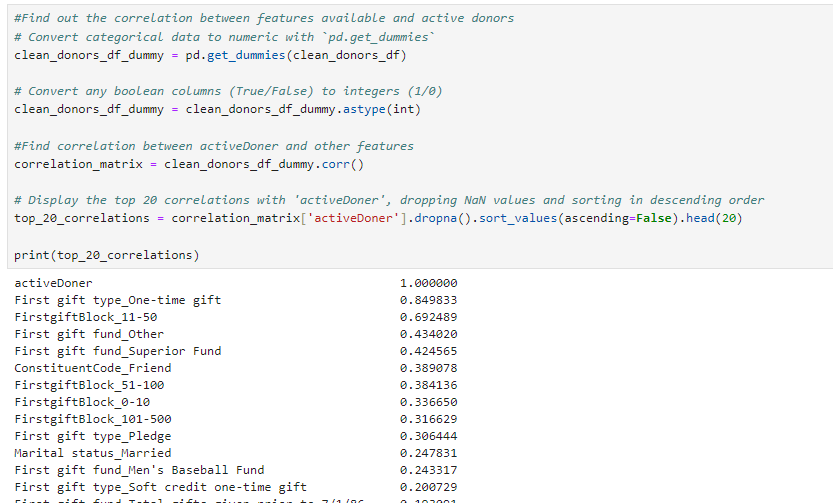 #Find out the correlation between features available and active donors
# Convert categorical data to numeric with `pd.get_dummies`
clean_donors_df_dummy = pd.get_dummies(clean_donors_df)
# Convert any boolean columns (True/False) to integers (1/0)
clean_donors_df_dummy = clean_donors_df_dummy.astype(int)
#Find correlation between activeDoner and other features
correlation_matrix = clean_donors_df_dummy.corr()
# Display the top 20 correlations with 'activeDoner', dropping NaN values and sorting in descending order
top_20_correlations = correlation_matrix['activeDoner'].dropna().sort_values(ascending=False).head(20)
print(top_20_correlations)
activeDoner 1.000000
First gift type_One-time gift 0.849833
FirstgiftBlock_11-50 0.692489
First gift fund_Other 0.434020
First gift fund_Superior Fund 0.424565
ConstituentCode_Friend 0.389078
FirstgiftBlock_51-100 0.384136
FirstgiftBlock_0-10 0.336650
FirstgiftBlock_101-500 0.316629
First gift type_Pledge 0.306444
Marital status_Married 0.247831
First gift fund_Men's Baseball Fund 0.243317
First gift type_Soft credit one-time gift 0.200729